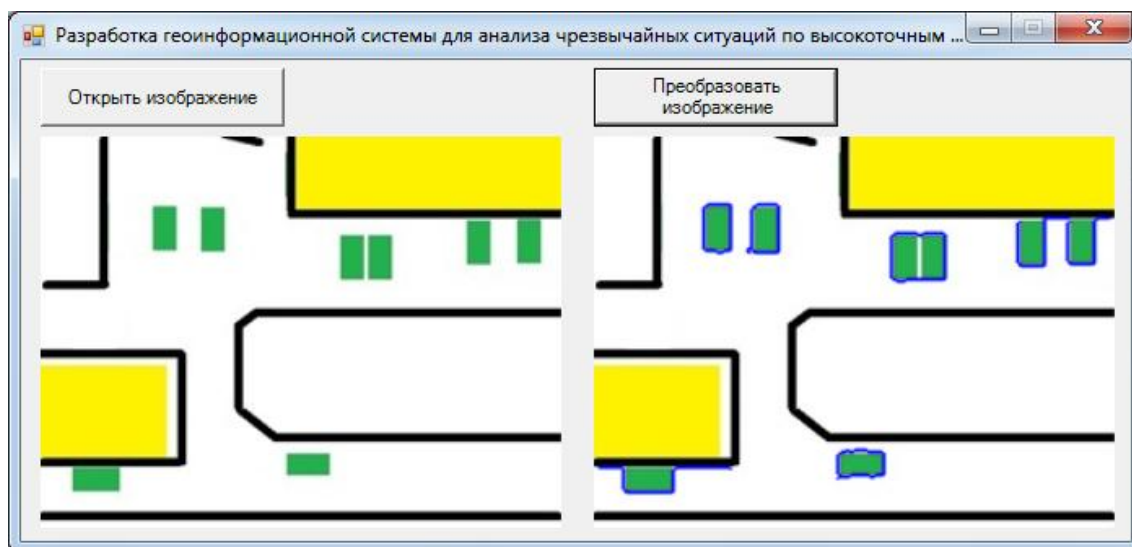 Разработка геоинформационной системы для анализа чрезвычайных ситуаций по высокоточным ...
Открыть изображение
Преобразовать
изображение